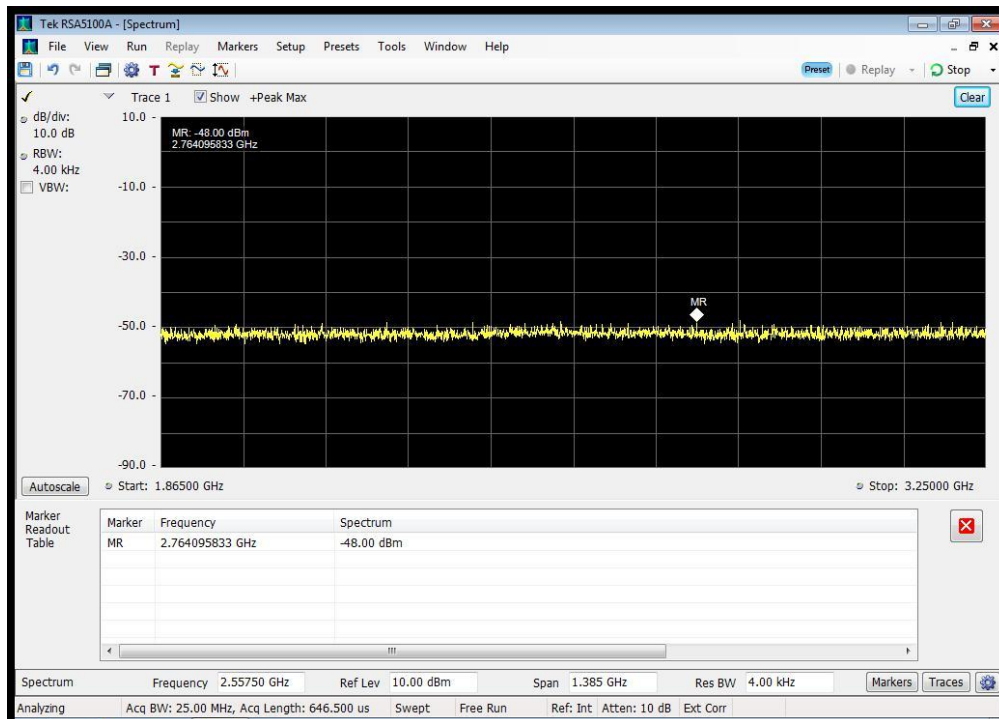 Tek RSA5100A - [Spectrum]
File View Run Replay Markers Setup Presets Tools Window Help
T Preset Replay Stop
Trace 1 Show +Peak Max Clear
dB/div:
10.0 dB
RBW:
4.00 kHz
VBW:
10.0
-10.0
-30.0
-50.0
-70.0
-90.0
MR: -48.00 dBm
2.764095833 GHz
MR
Autoscale Start: 1.86500 GHz Stop: 3.25000 GHz
Marker
Readout
Table
Marker Frequency Spectrum
MR 2.764095833 GHz -48.00 dBm
Spectrum Frequency 2.55750 GHz Ref Lev 10.00 dBm Span 1.385 GHz Res BW 4.00 kHz Markers Traces
Analyzing Acq BW: 25.00 MHz, Acq Length: 646.500 us Swept Free Run Ref: Int Atten: 10 dB Ext Corr